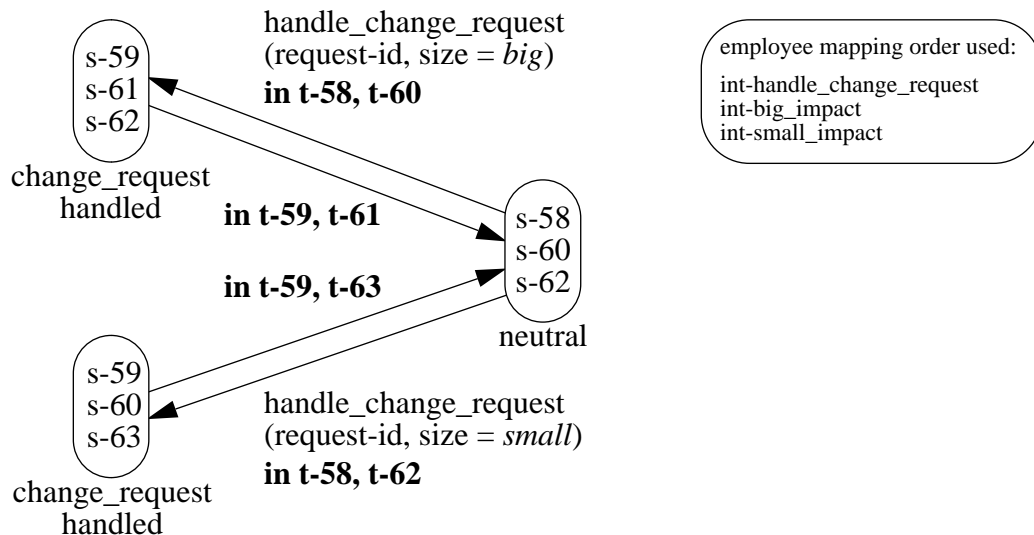 handle_change_request
(request-id, size = big)
in t-58, t-60
s-59
s-61
s-62
change_request
handled
employee mapping order used:
int-handle_change_request
int-big_impact
int-small_impact
in t-59, t-61
s-58
s-60
s-62
neutral
in t-59, t-63
s-59
s-60
s-63
change_request
handled
handle_change_request
(request-id, size = small)
in t-58, t-62